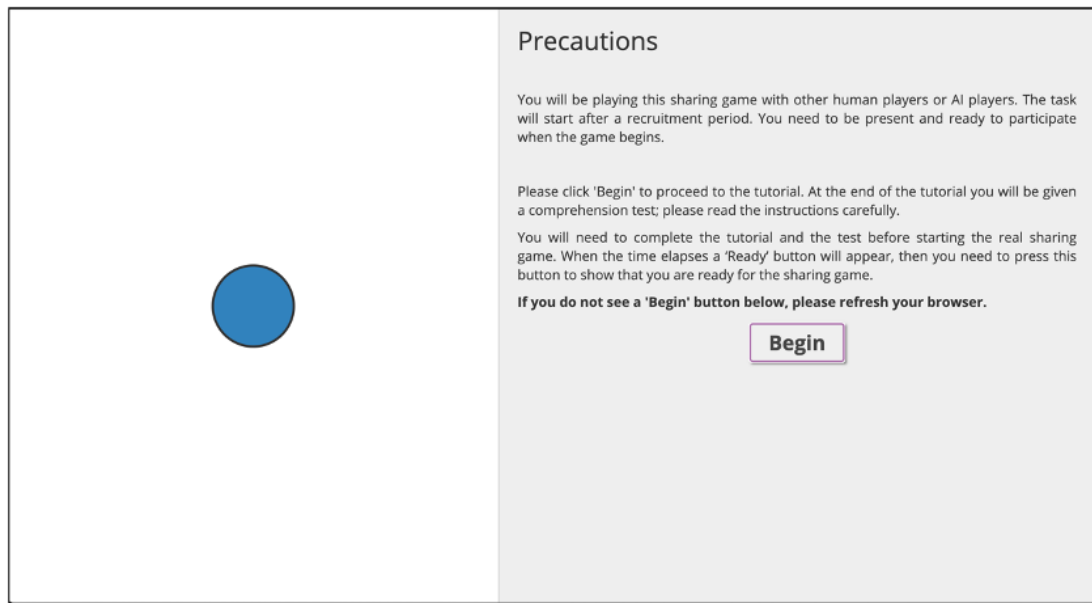 Precautions
You will be playing this sharing game with other human players or AI players. The task
will start after a recruitment period. You need to be present and ready to participate
when the game begins.
Please click 'Begin' to proceed to the tutorial. At the end of the tutorial you will be given
a comprehension test; please read the instructions carefully.
You will need to complete the tutorial and the test before starting the real sharing
game. When the time elapses a ‘Ready’ button will appear, then you need to press this
button to show that you are ready for the sharing game.
If you do not see a 'Begin' button below, please refresh your browser.
Begin